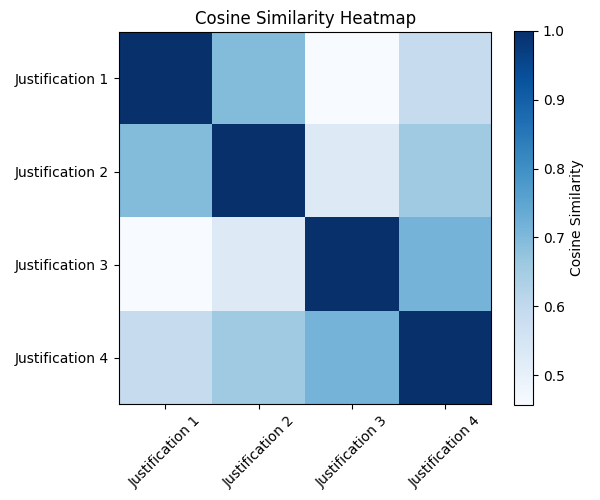 Cosine Similarity Heatmap
Justification 1
Justification 2
Justification 3
Justification 4
Justification 1
Justification 2
Justification 3
Justification 4
1.0
0.9
0.8
0.7
0.6
0.5
Cosine Similarity